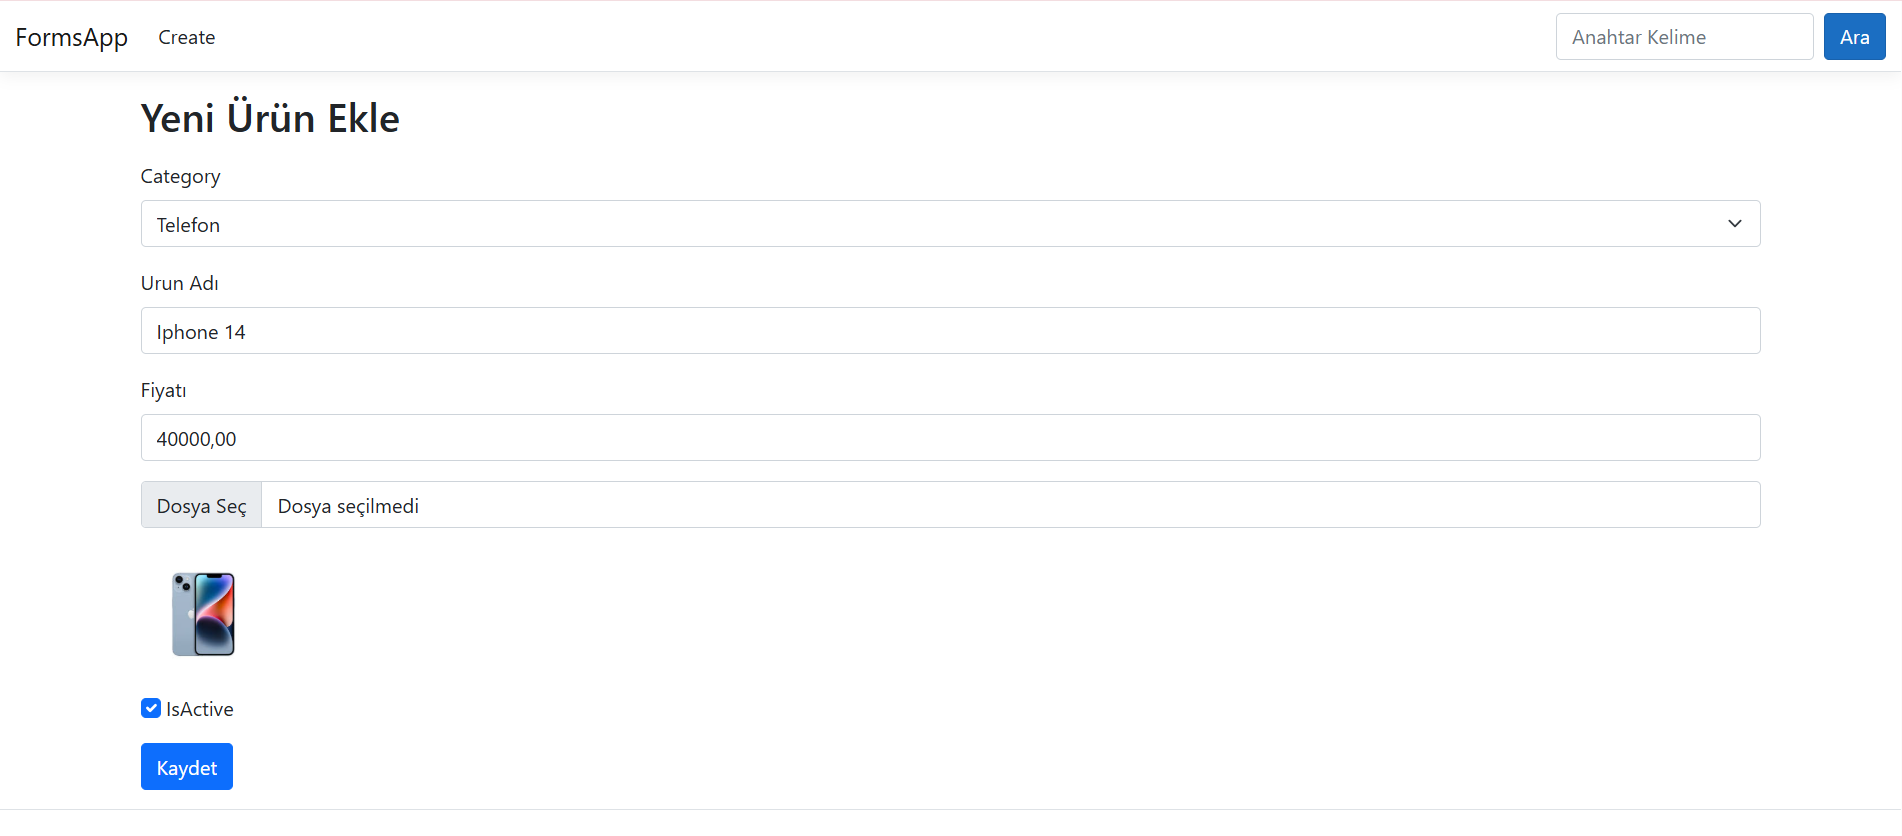 FormsApp Create Anahtar Kelime Ara
Yeni Ürün Ekle
Category
Telefon
Urun Adı
Iphone 14
Fiyatı
40000,00
Dosya Seç Dosya seçilmedi
IsActive
Kaydet